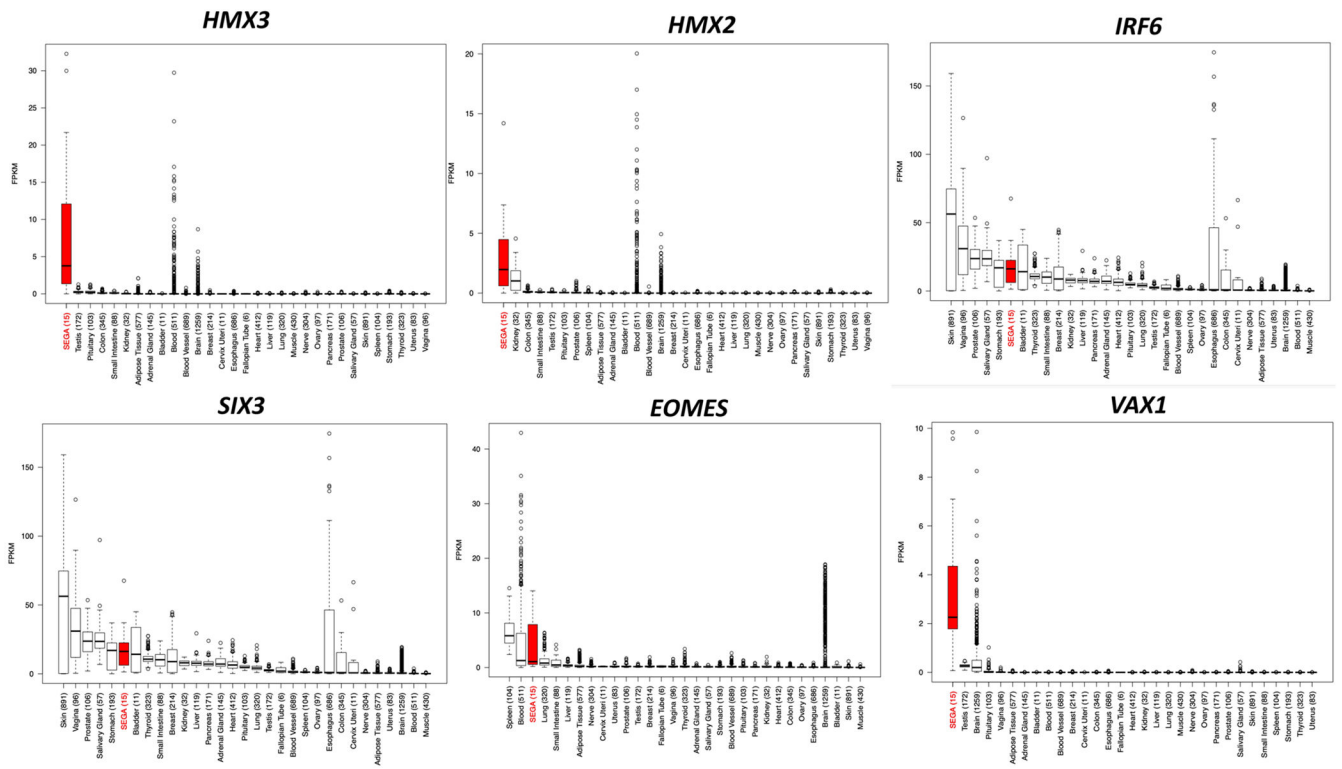 HMX3
FPKM
30
25
20
15
10
5
0
SEGA (15)
Testis (172)
Pituitary (103)
Colon (345)
Small Intestine (88)
Kidney (32)
Adipose Tissue (577)
Adrenal Gland (145)
Bladder (11)
Blood (511)
Blood Vessel (689)
Brain (1259)
Breast (214)
Cervix Uteri (11)
Esophagus (686)
Fallopian Tube (6)
Heart (412)
Liver (119)
Lung (320)
Muscle (430)
Nerve (304)
Ovary (97)
Pancreas (171)
Prostate (106)
Salivary Gland (57)
Skin (891)
Spleen (104)
Stomach (193)
Thyroid (323)
Uterus (83)
Vagina (96)
HMX2
FPKM
20
15
10
5
0
SEGA (15)
Kidney (32)
Colon (345)
Small Intestine (88)
Testis (172)
Pituitary (103)
Prostate (106)
Spleen (104)
Adipose Tissue (577)
Adrenal Gland (145)
Bladder (11)
Blood (511)
Blood Vessel (689)
Brain (1259)
Breast (214)
Cervix Uteri (11)
Esophagus (686)
Fallopian Tube (6)
Heart (412)
Liver (119)
Lung (320)
Muscle (430)
Nerve (304)
Ovary (97)
Pancreas (171)
Salivary Gland (57)
Skin (891)
Stomach (193)
Thyroid (323)
Uterus (83)
Vagina (96)
IRF6
FPKM
150
100
50
0
Skin (891)
Vagina (96)
Prostate (106)
Salivary Gland (57)
Stomach (193)
SEGA (15)
Bladder (11)
Thyroid (323)
Small Intestine (88)
Breast (214)
Kidney (32)
Liver (119)
Pancreas (171)
Adrenal Gland (145)
Heart (412)
Pituitary (103)
Lung (320)
Testis (172)
Fallopian Tube (6)
Blood Vessel (689)
Spleen (104)
Ovary (97)
Esophagus (686)
Colon (345)
Cervix Uteri (11)
Nerve (304)
Adipose Tissue (577)
Uterus (83)
Brain (1259)
Blood (511)
Muscle (430)
SIX3
FPKM
150
100
50
0
Skin (891)
Vagina (96)
Prostate (106)
Salivary Gland (57)
Stomach (193)
SEGA (15)
Bladder (11)
Thyroid (323)
Small Intestine (88)
Breast (214)
Kidney (32)
Liver (119)
Pancreas (171)
Adrenal Gland (145)
Heart (412)
Pituitary (103)
Lung (320)
Testis (172)
Fallopian Tube (6)
Blood Vessel (689)
Spleen (104)
Ovary (97)
Esophagus (686)
Colon (345)
Cervix Uteri (11)
Nerve (304)
Adipose Tissue (577)
Uterus (83)
Brain (1259)
Blood (511)
Muscle (430)
EOMES
FPKM
40
30
20
10
0
Spleen (104)
Blood (511)
SEGA (15)
Lung (320)
Small Intestine (88)
Liver (119)
Adipose Tissue (577)
Nerve (304)
Cervix Uteri (11)
Uterus (83)
Prostate (106)
Testis (172)
Breast (214)
Fallopian Tube (6)
Vagina (96)
Thyroid (323)
Adrenal Gland (145)
Salivary Gland (57)
Stomach (193)
Blood Vessel (689)
Pituitary (103)
Pancreas (171)
Kidney (32)
Heart (412)
Colon (345)
Ovary (97)
Esophagus (686)
Brain (1259)
Bladder (11)
Skin (891)
Muscle (430)
VAX1
FPKM
10
8
6
4
2
0
SEGA (15)
Testis (172)
Brain (1259)
Pituitary (103)
Vagina (96)
Adipose Tissue (577)
Adrenal Gland (145)
Bladder (11)
Blood (511)
Blood Vessel (689)
Breast (214)
Cervix Uteri (11)
Colon (345)
Esophagus (686)
Fallopian Tube (6)
Heart (412)
Kidney (32)
Liver (119)
Lung (320)
Muscle (430)
Nerve (304)
Ovary (97)
Pancreas (171)
Prostate (106)
Salivary Gland (57)
Skin (891)
Small Intestine (88)
Spleen (104)
Stomach (193)
Thyroid (323)
Uterus (83)